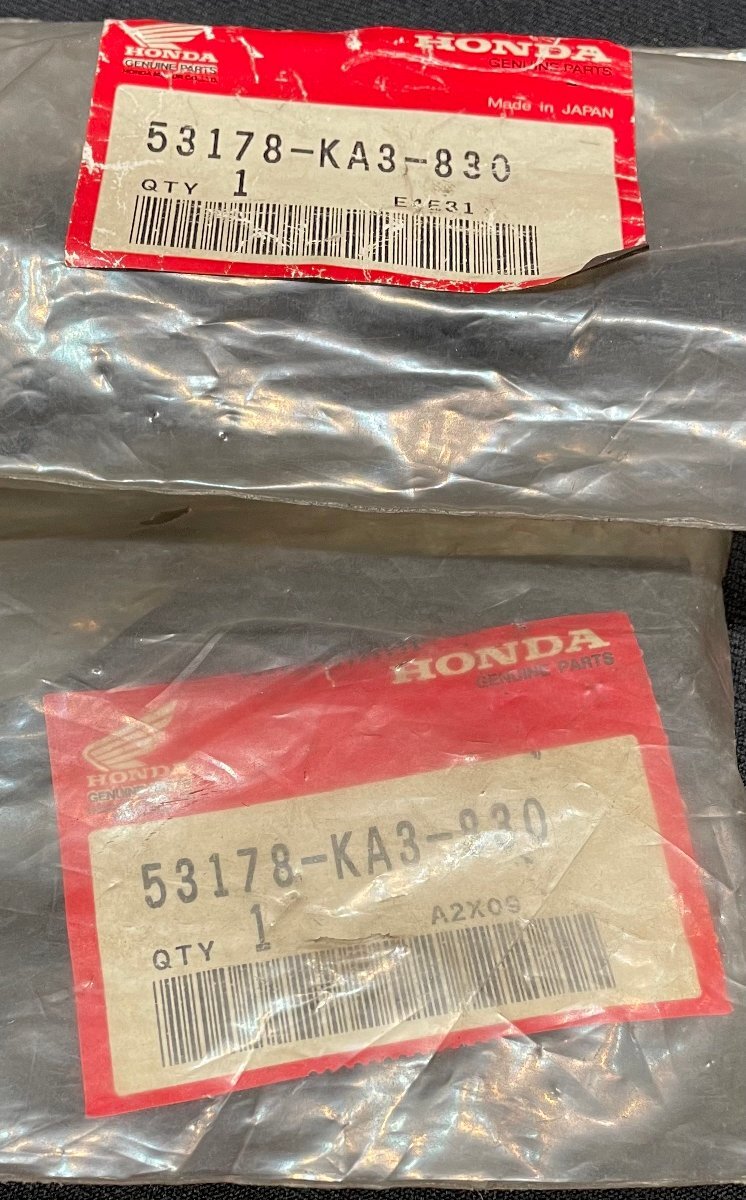 HONDA
GENUINE PARTS
HONDA
GENUINE PARTS
Made in JAPAN
53178-KA3-830
QTY 1
HONDA
GENUINE PARTS
HONDA
GENUINE
53178-KA3-830
QTY 1
A2X09